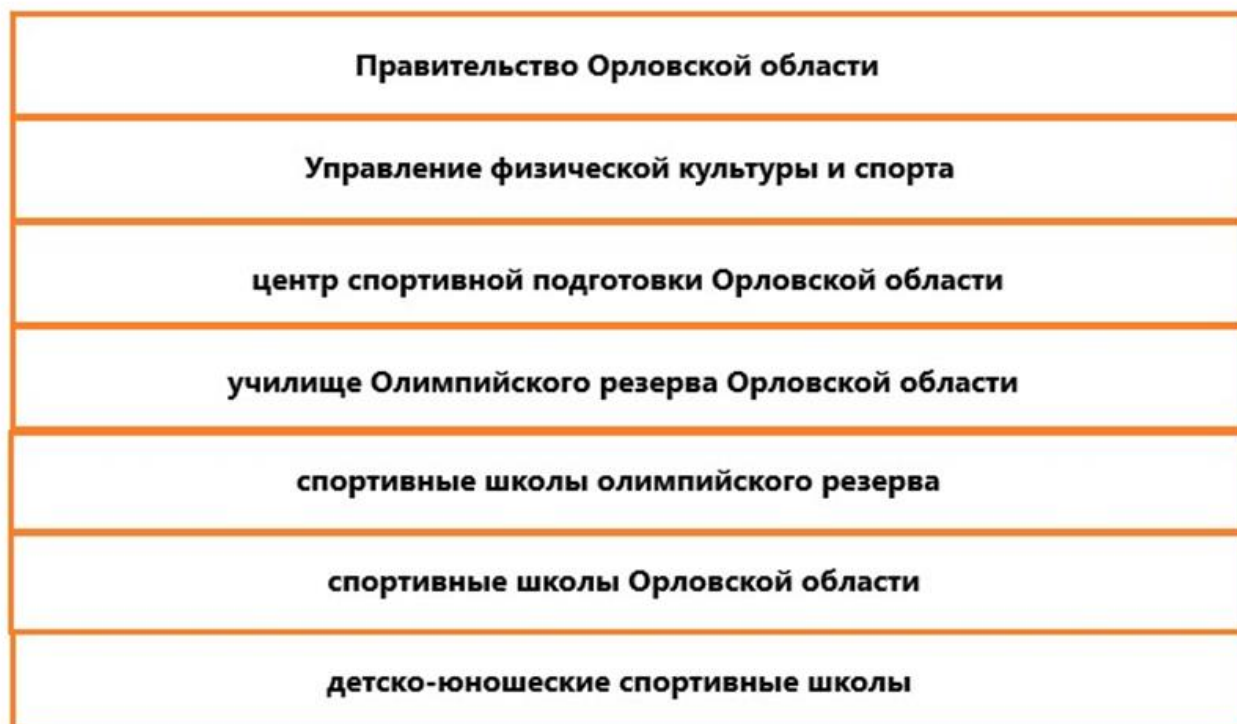 Правительство Орловской области
Управление физической культуры и спорта
центр спортивной подготовки Орловской области
училище Олимпийского резерва Орловской области
спортивные школы олимпийского резерва
спортивные школы Орловской области
детско-юношеские спортивные школы